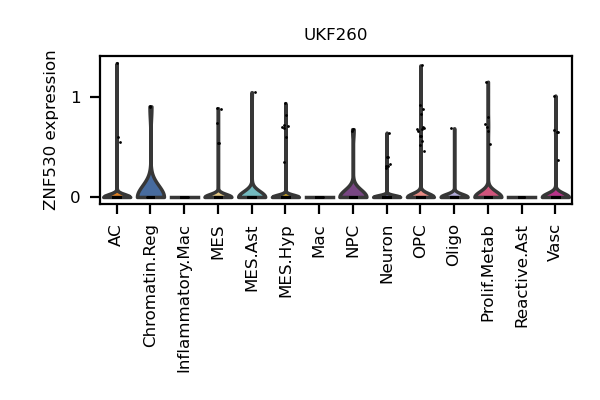 UKF260
ZNF530 expression
1
0
AC
Chromatin.Reg
Inflammatory.Mac
MES
MES.Ast
MES.Hyp
Mac
NPC
Neuron
OPC
Oligo
Prolif.Metab
Reactive.Ast
Vasc